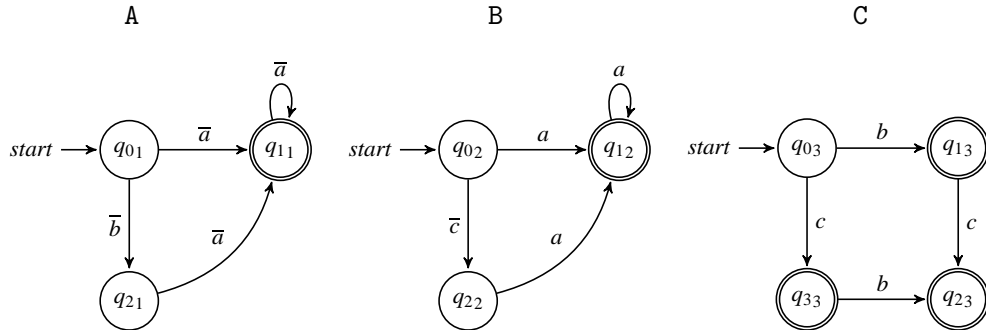 A B C
a̅ a
start q₀₁ a̅ q₁₁ start q₀₂ a q₁₂ start q₀₃ b q₁₃
b̅ a̅ c̅ a c c
q₂₁ q₂₂ q₃₃ b q₂₃